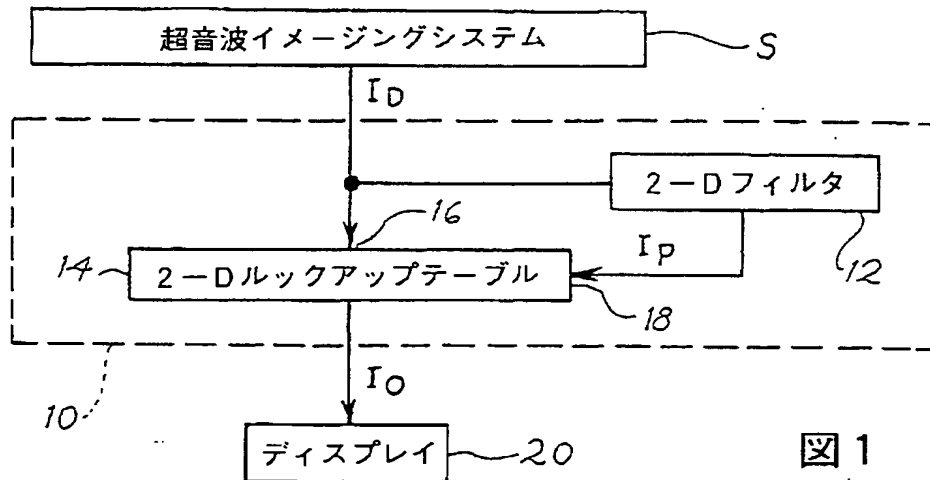 超音波イメージングシステム
S
I_D
2－Dフィルタ
16
I_P
12
14
2－Dルックアップテーブル
18
10
I_O
ディスプレイ
20
図1